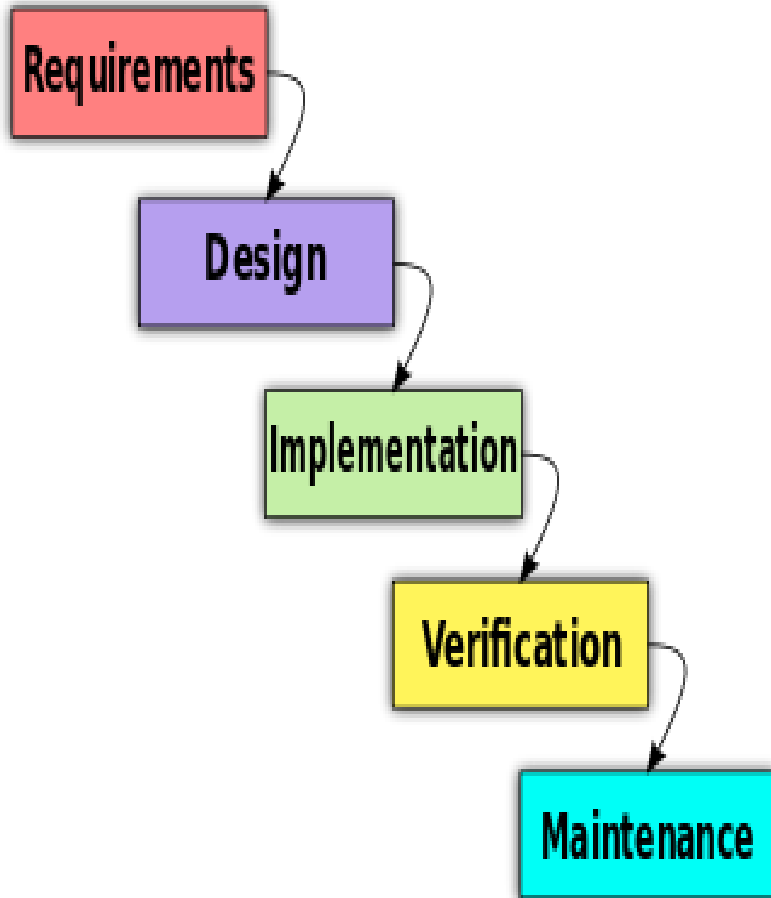 Requirements
Design
Implementation
Verification
Maintenance